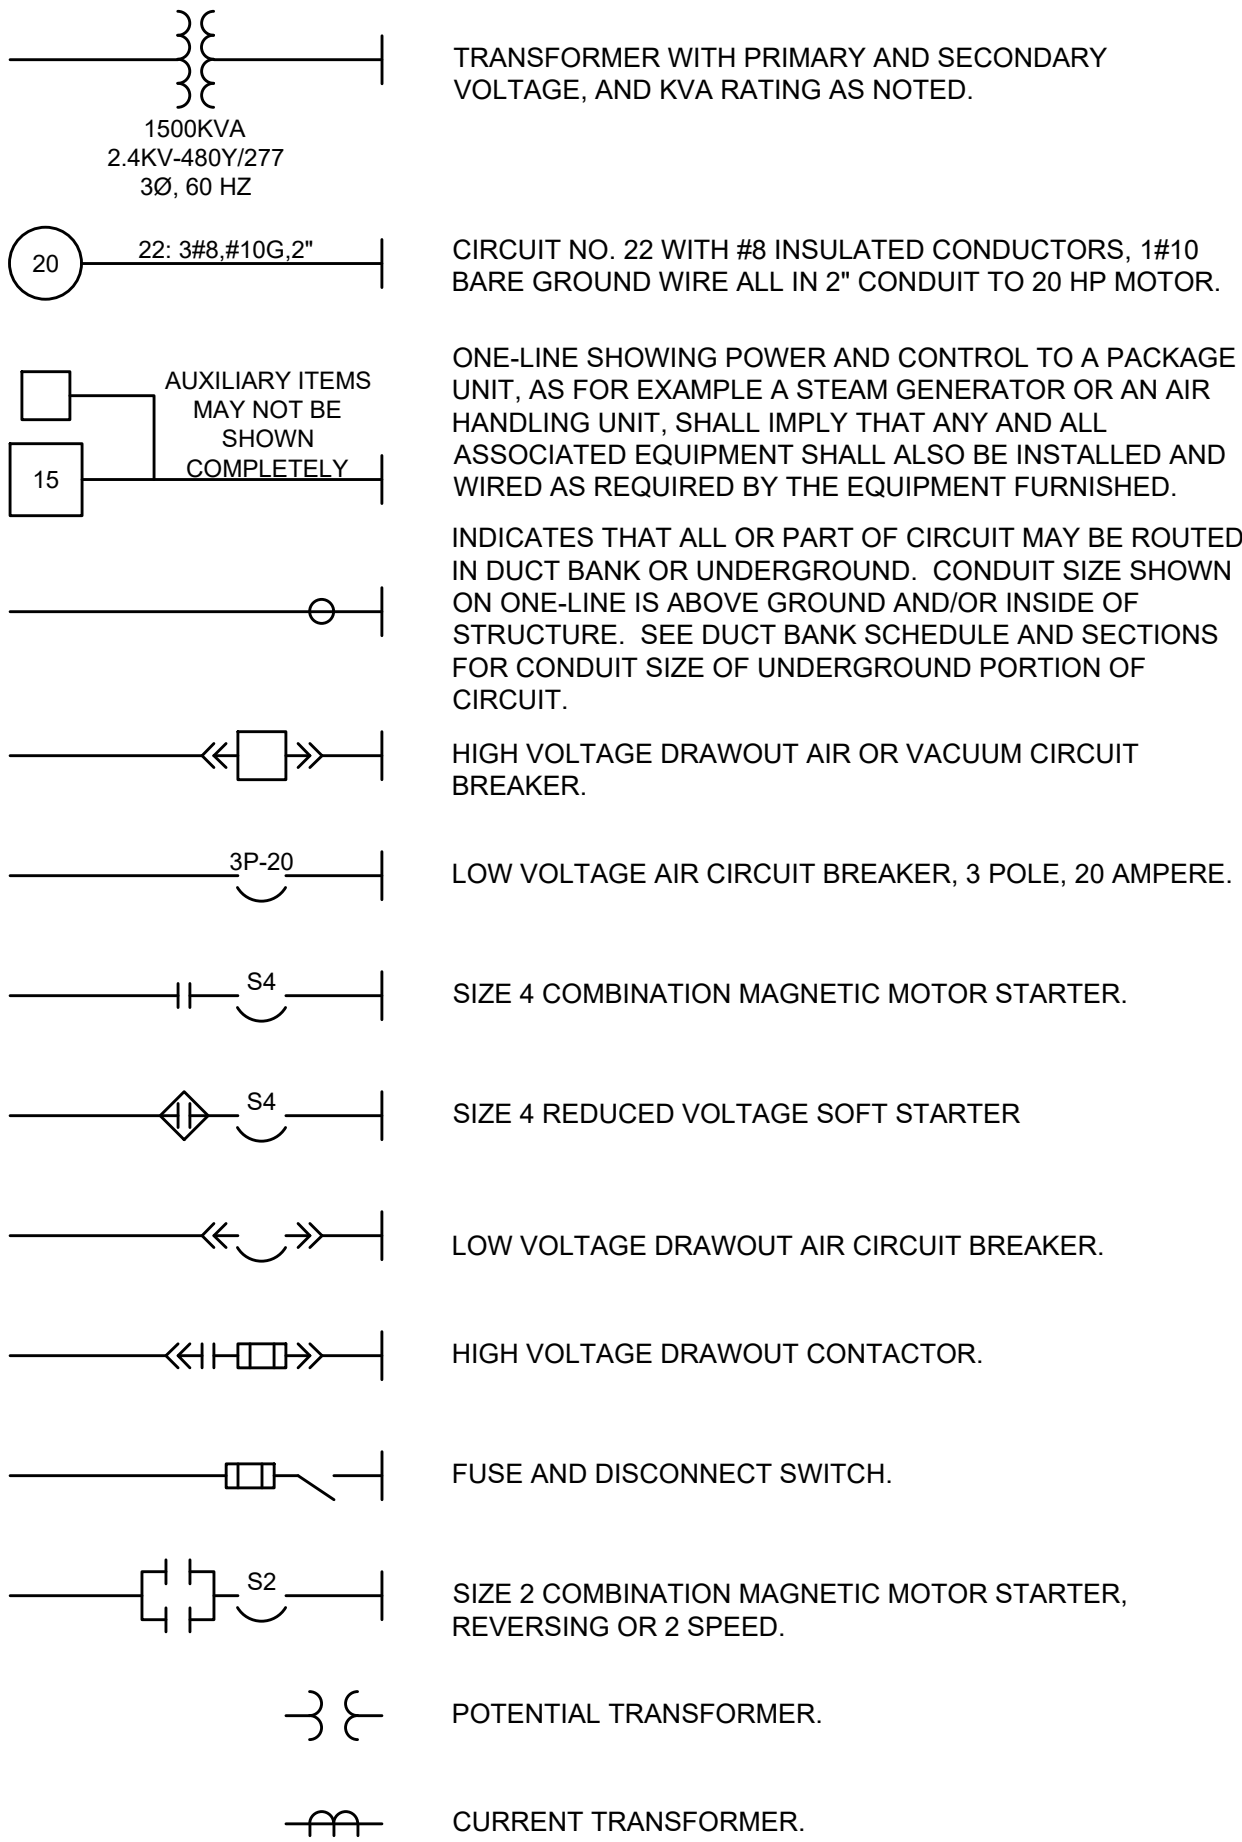 TRANSFORMER WITH PRIMARY AND SECONDARY
VOLTAGE, AND KVA RATING AS NOTED.
1500KVA
2.4KV-480Y/277
3Ø, 60 HZ
20
22: 3#8,#10G,2"
CIRCUIT NO. 22 WITH #8 INSULATED CONDUCTORS, 1#10
BARE GROUND WIRE ALL IN 2" CONDUIT TO 20 HP MOTOR.
AUXILIARY ITEMS
MAY NOT BE
SHOWN
COMPLETELY
15
ONE-LINE SHOWING POWER AND CONTROL TO A PACKAGE
UNIT, AS FOR EXAMPLE A STEAM GENERATOR OR AN AIR
HANDLING UNIT, SHALL IMPLY THAT ANY AND ALL
ASSOCIATED EQUIPMENT SHALL ALSO BE INSTALLED AND
WIRED AS REQUIRED BY THE EQUIPMENT FURNISHED.
INDICATES THAT ALL OR PART OF CIRCUIT MAY BE ROUTED
IN DUCT BANK OR UNDERGROUND. CONDUIT SIZE SHOWN
ON ONE-LINE IS ABOVE GROUND AND/OR INSIDE OF
STRUCTURE. SEE DUCT BANK SCHEDULE AND SECTIONS
FOR CONDUIT SIZE OF UNDERGROUND PORTION OF
CIRCUIT.
HIGH VOLTAGE DRAWOUT AIR OR VACUUM CIRCUIT
BREAKER.
3P-20
LOW VOLTAGE AIR CIRCUIT BREAKER, 3 POLE, 20 AMPERE.
S4
SIZE 4 COMBINATION MAGNETIC MOTOR STARTER.
S4
SIZE 4 REDUCED VOLTAGE SOFT STARTER
LOW VOLTAGE DRAWOUT AIR CIRCUIT BREAKER.
HIGH VOLTAGE DRAWOUT CONTACTOR.
FUSE AND DISCONNECT SWITCH.
S2
SIZE 2 COMBINATION MAGNETIC MOTOR STARTER,
REVERSING OR 2 SPEED.
POTENTIAL TRANSFORMER.
CURRENT TRANSFORMER.